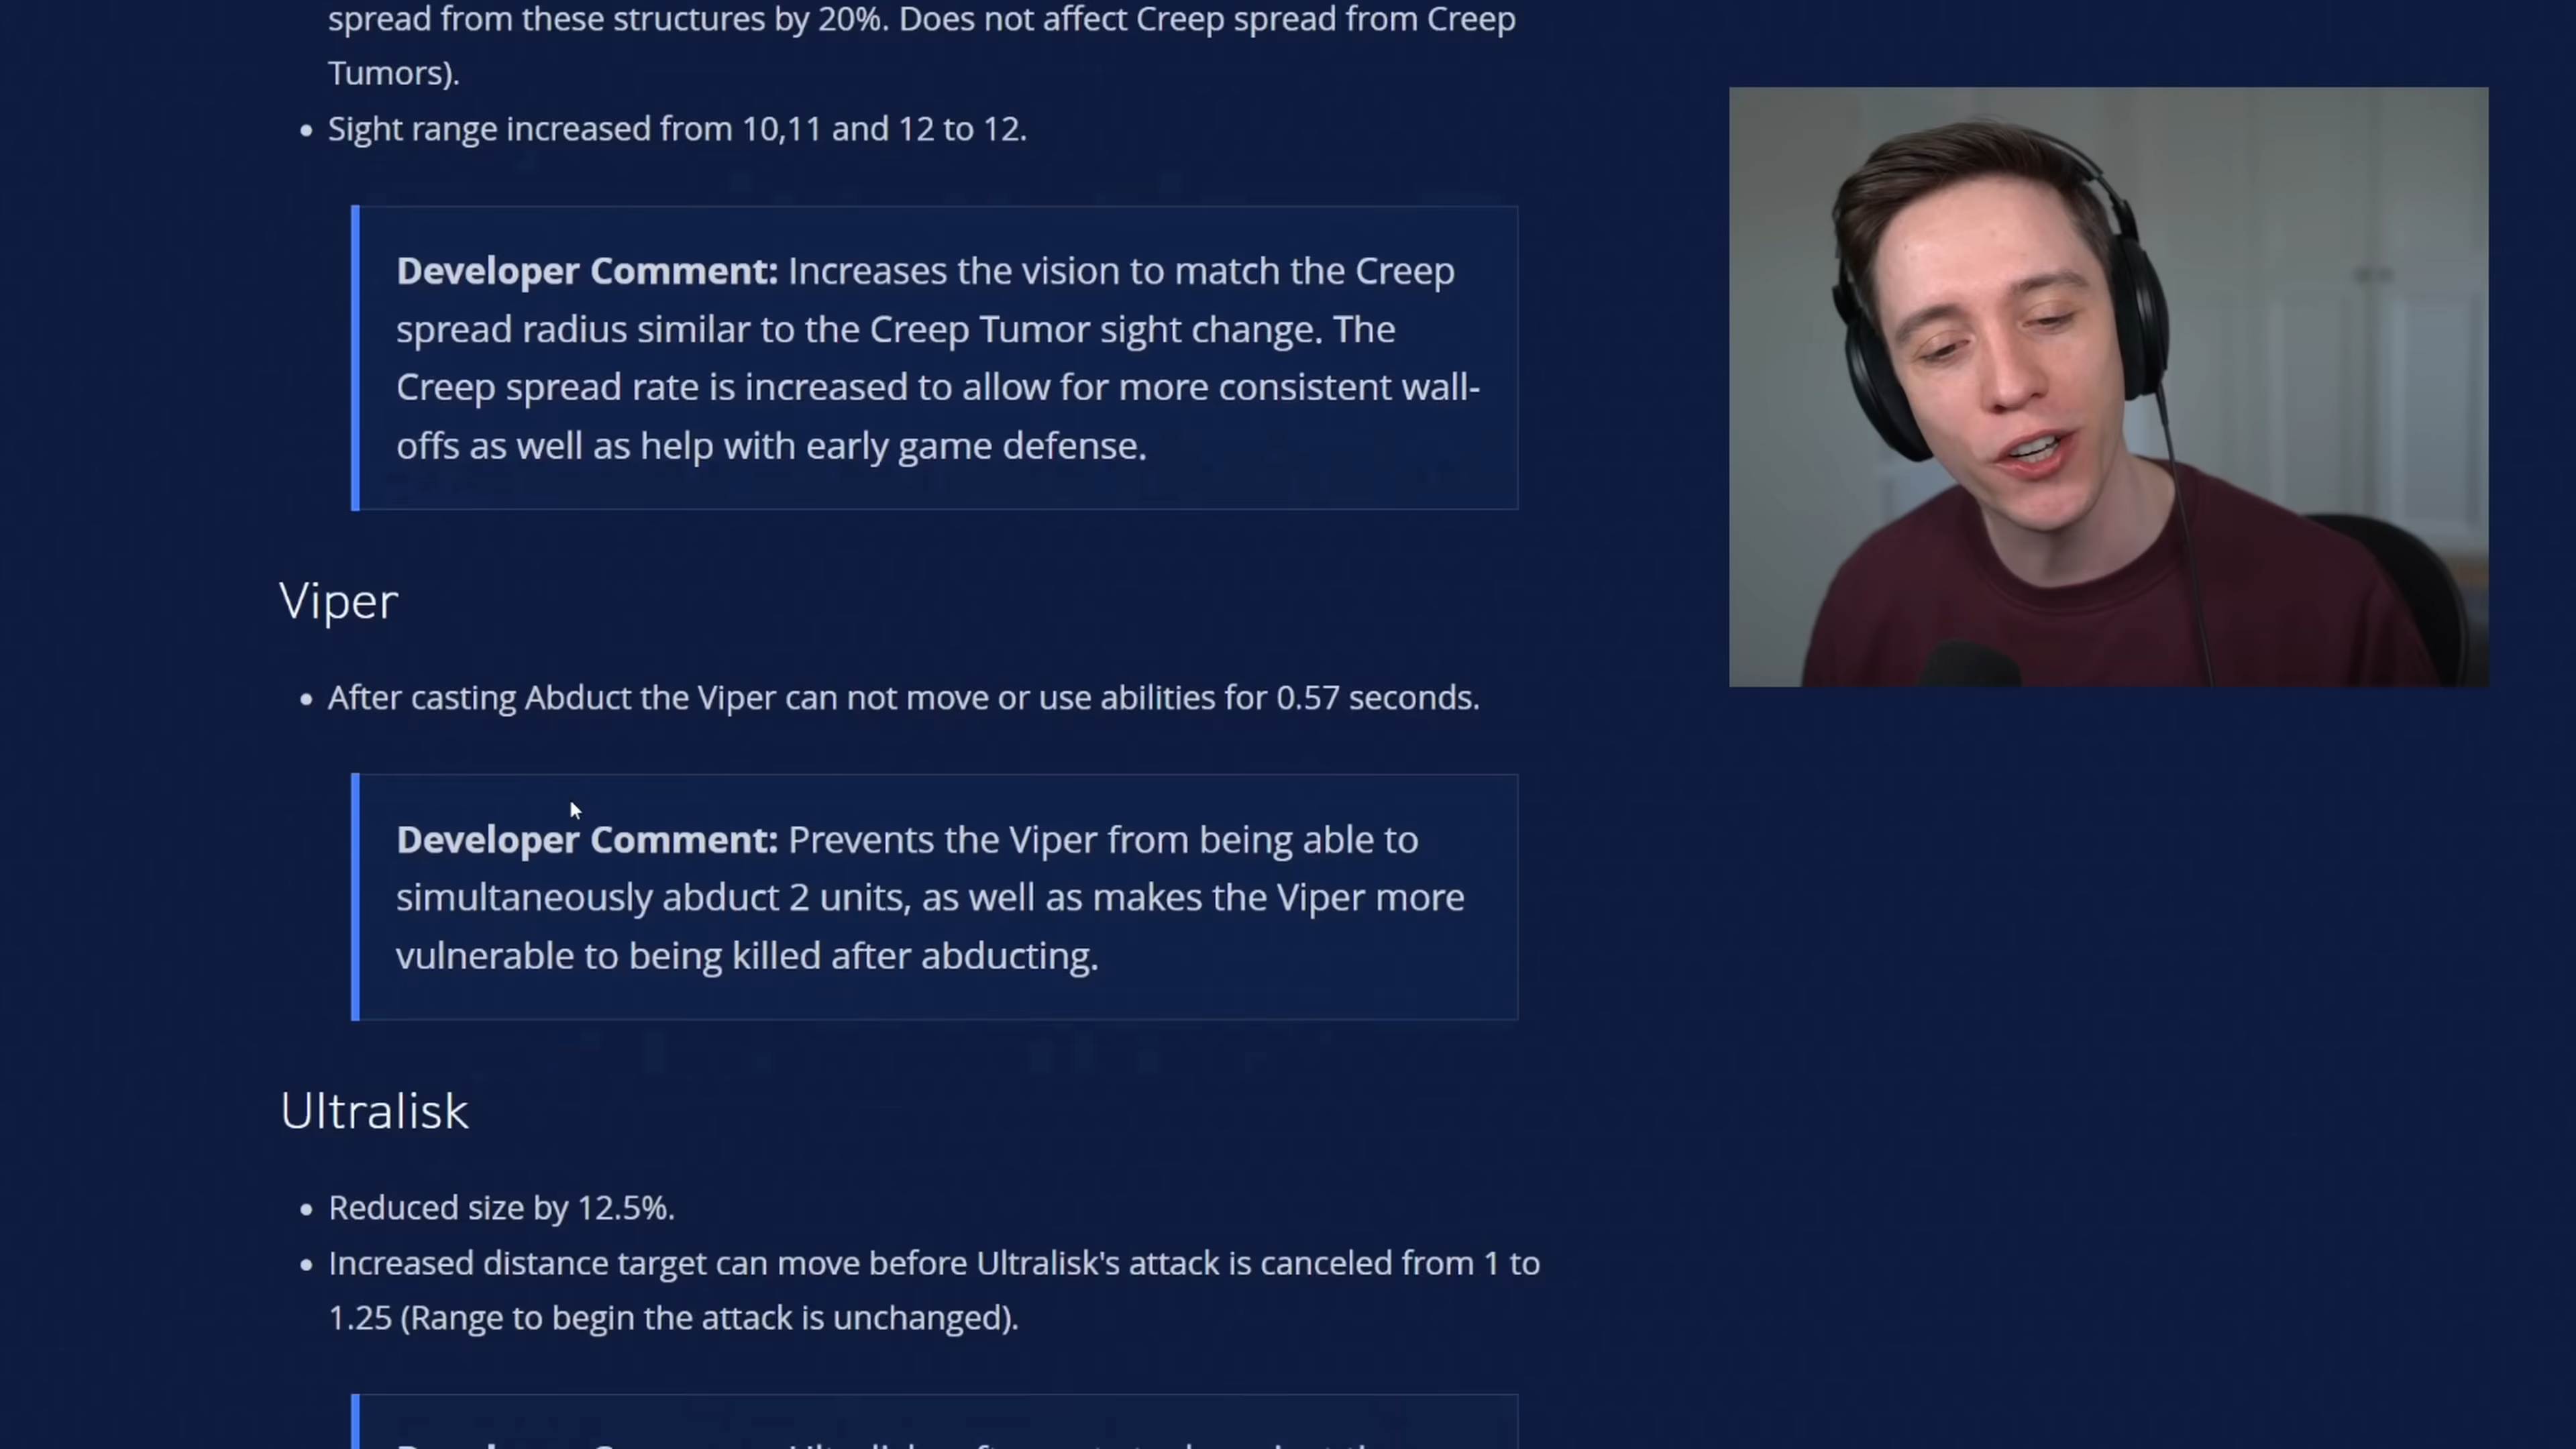 spread from these structures by 20%. Does not affect Creep spread from Creep
Tumors).
Sight range increased from 10,11 and 12 to 12.
Developer Comment: Increases the vision to match the Creep
spread radius similar to the Creep Tumor sight change. The
Creep spread rate is increased to allow for more consistent wall-
offs as well as help with early game defense.
Viper
After casting Abduct the Viper can not move or use abilities for 0.57 seconds.
Developer Comment: Prevents the Viper from being able to
simultaneously abduct 2 units, as well as makes the Viper more
vulnerable to being killed after abducting.
Ultralisk
Reduced size by 12.5%.
Increased distance target can move before Ultralisk's attack is canceled from 1 to
1.25 (Range to begin the attack is unchanged).